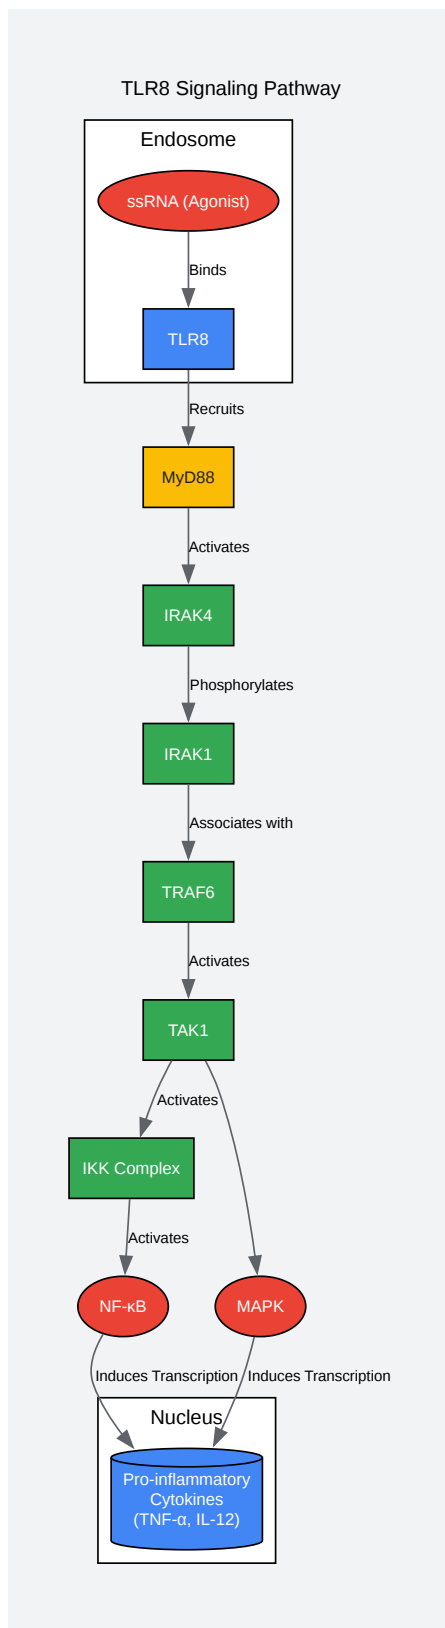 TLR8 Signaling Pathway
Endosome
ssRNA (Agonist)
Binds
TLR8
Recruits
MyD88
Activates
IRAK4
Phosphorylates
IRAK1
Associates with
TRAF6
Activates
TAK1
Activates
IKK Complex
Activates
NF-κB
MAPK
Induces Transcription
Induces Transcription
Nucleus
Pro-inflammatory
Cytokines
(TNF-α, IL-12)